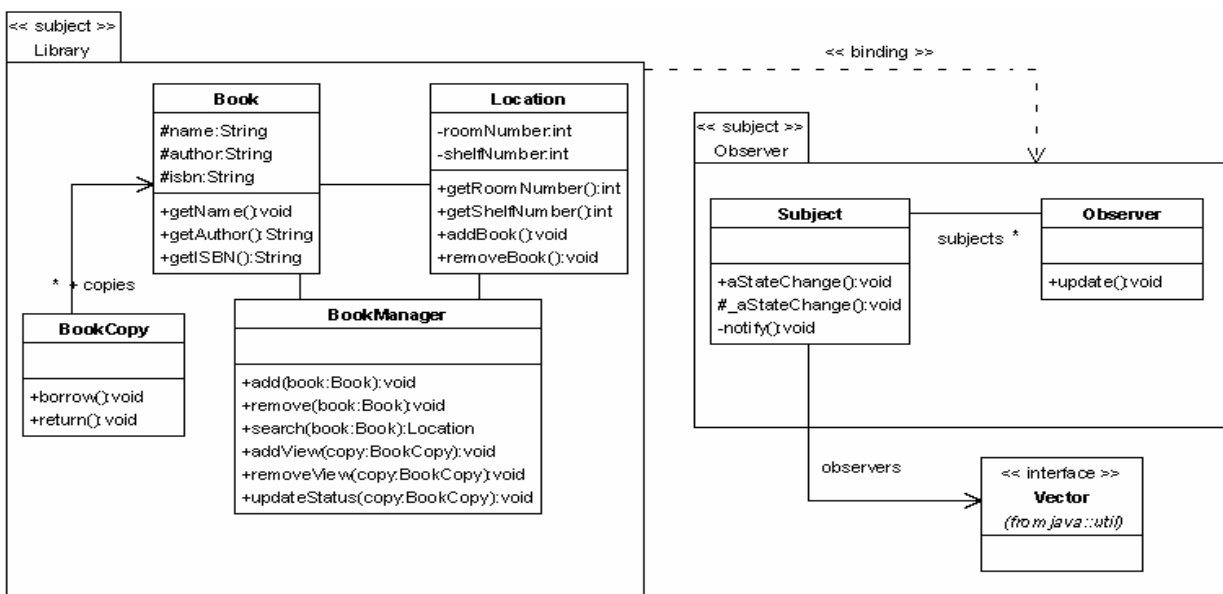 << subject >>
Library
<< binding >>
Book
#name:String
#author:String
#isbn:String
+getName():void
+getAuthor():String
+getISBN():String
Location
-roomNumber:int
-shelfNumber:int
+getRoomNumber():int
+getShelfNumber():int
+addBook():void
+removeBook():void
* + copies
BookCopy
+borrow():void
+return():void
BookManager
+add(book:Book):void
+remove(book:Book):void
+search(book:Book):Location
+addView(copy:BookCopy):void
+removeView(copy:BookCopy):void
+updateStatus(copy:BookCopy):void
<< subject >>
Observer
Subject
+aStateChange():void
#_aStateChange():void
-notify():void
subjects *
Observer
+update():void
observers
<< interface >>
Vector
(from java::util)